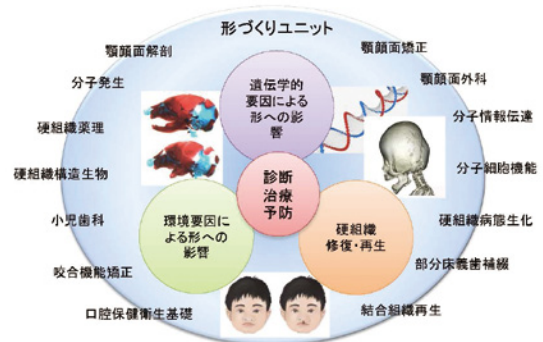 形づくりユニット
顎顔面解剖
分子発生
硬組織薬理
硬組織構造生物
小児歯科
咬合機能矯正
口腔保健衛生基礎
遺伝学的
要因による
形への影
響
診断
治療
予防
環境要因に
よる形への
影響
硬組織
修復・再生
顎顔面矯正
顎顔面外科
分子情報伝達
分子細胞機能
硬組織病態生化
部分床義歯補綴
結合組織再生